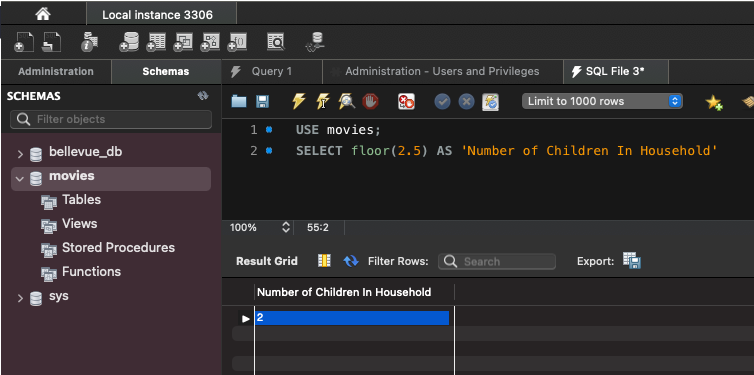 Local instance 3306
Administration
Schemas
Query 1
Administration - Users and Privileges
SQL File 3*
SCHEMAS
Filter objects
bellevue_db
movies
Tables
Views
Stored Procedures
Functions
sys
Limit to 1000 rows
1 USE movies;
2 SELECT floor(2.5) AS 'Number of Children In Household'
100%
55:2
Result Grid
Filter Rows:
Search
Export:
Number of Children In Household
2